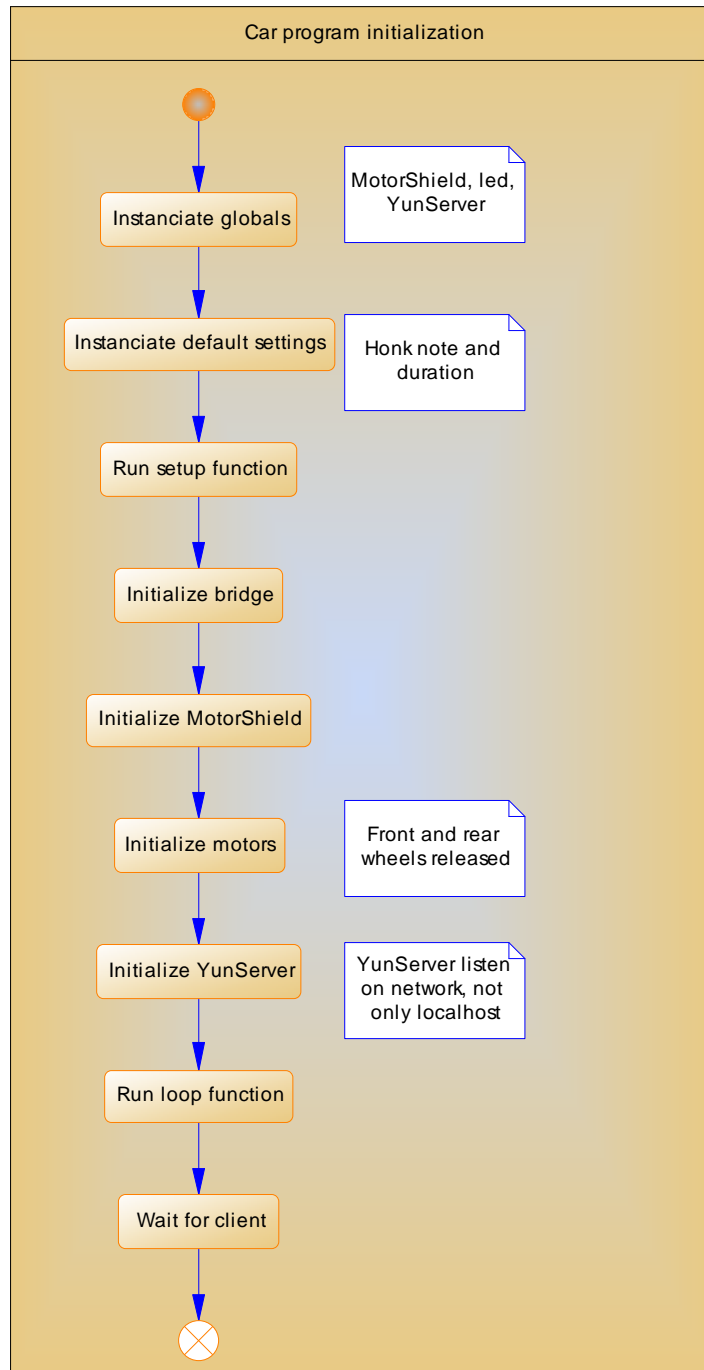 Car program initialization
MotorShield, led,
YunServer
Instanciate globals
Instanciate default settings
Honk note and
duration
Run setup function
Initialize bridge
Initialize MotorShield
Initialize motors
Front and rear
wheels released
Initialize YunServer
YunServer listen
on network, not
only localhost
Run loop function
Wait for client